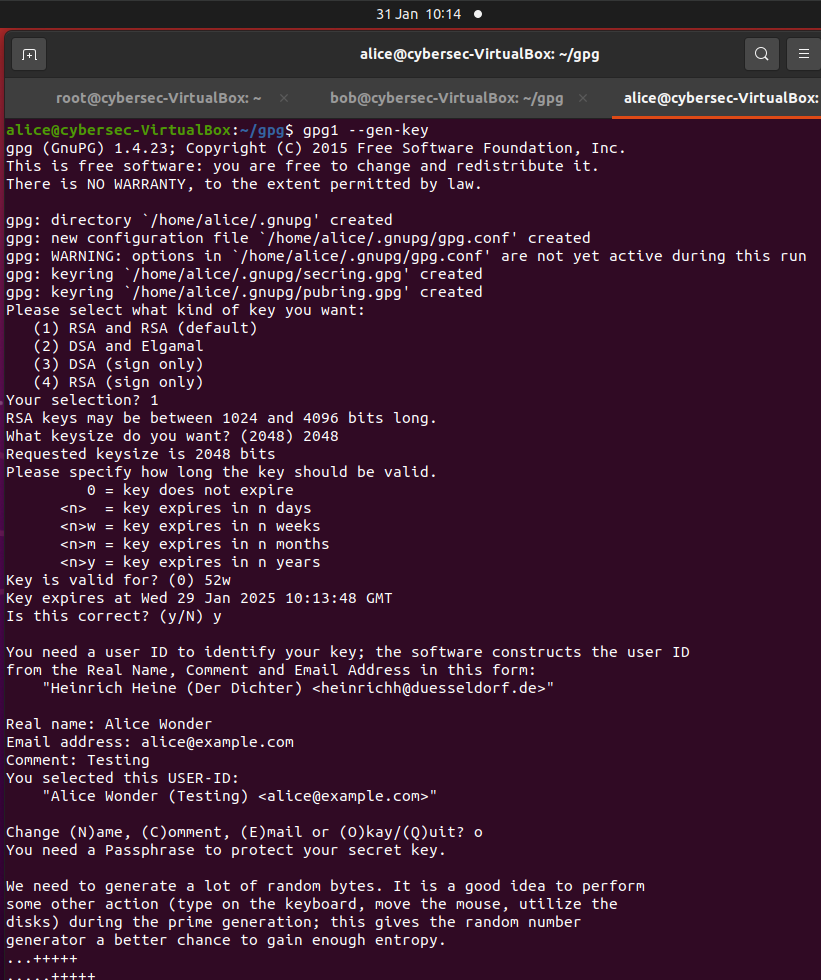 31 Jan 10:14
alice@cybersec-VirtualBox: ~/gpg
root@cybersec-VirtualBox: ~
bob@cybersec-VirtualBox: ~/gpg
alice@cybersec-VirtualBox:
alice@cybersec-VirtualBox:~/gpg$ gpg1 --gen-key
gpg (GnuPG) 1.4.23; Copyright (C) 2015 Free Software Foundation, Inc.
This is free software: you are free to change and redistribute it.
There is NO WARRANTY, to the extent permitted by law.

gpg: directory `/home/alice/.gnupg' created
gpg: new configuration file `/home/alice/.gnupg/gpg.conf' created
gpg: WARNING: options in `/home/alice/.gnupg/gpg.conf' are not yet active during this run
gpg: keyring `/home/alice/.gnupg/secring.gpg' created
gpg: keyring `/home/alice/.gnupg/pubring.gpg' created
Please select what kind of key you want:
   (1) RSA and RSA (default)
   (2) DSA and Elgamal
   (3) DSA (sign only)
   (4) RSA (sign only)
Your selection? 1
RSA keys may be between 1024 and 4096 bits long.
What keysize do you want? (2048) 2048
Requested keysize is 2048 bits
Please specify how long the key should be valid.
         0 = key does not expire
      <n>  = key expires in n days
      <n>w = key expires in n weeks
      <n>m = key expires in n months
      <n>y = key expires in n years
Key is valid for? (0) 52w
Key expires at Wed 29 Jan 2025 10:13:48 GMT
Is this correct? (y/N) y

You need a user ID to identify your key; the software constructs the user ID
from the Real Name, Comment and Email Address in this form:
    "Heinrich Heine (Der Dichter) <heinrichh@duesseldorf.de>"

Real name: Alice Wonder
Email address: alice@example.com
Comment: Testing
You selected this USER-ID:
    "Alice Wonder (Testing) <alice@example.com>"

Change (N)ame, (C)omment, (E)mail or (O)kay/(Q)uit? o
You need a Passphrase to protect your secret key.

We need to generate a lot of random bytes. It is a good idea to perform
some other action (type on the keyboard, move the mouse, utilize the
disks) during the prime generation; this gives the random number
generator a better chance to gain enough entropy.
...+++++
.....+++++